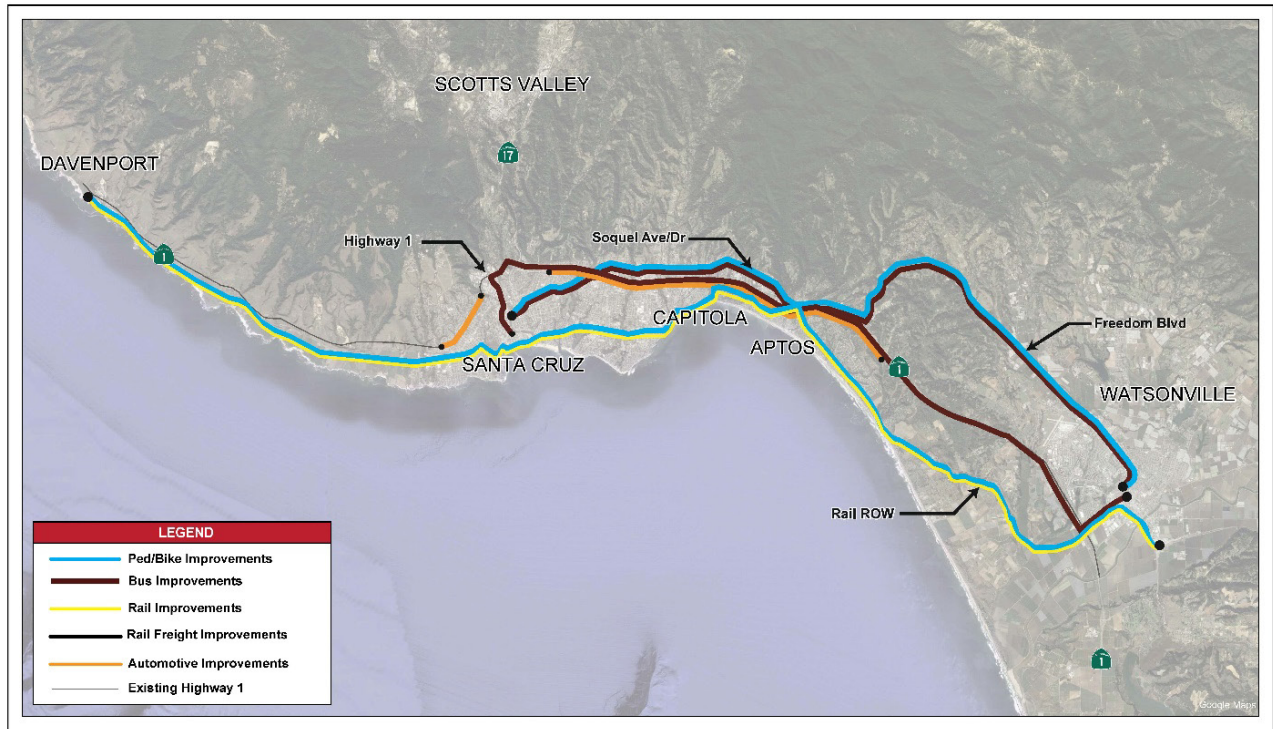 SCOTTS VALLEY
17
DAVENPORT
1
Highway 1
Soquel Ave/Dr
CAPITOLA
SANTA CRUZ
APTOS
Freedom Blvd
1
WATSONVILLE
Rail ROW
1
LEGEND
Ped/Bike Improvements
Bus Improvements
Rail Improvements
Rail Freight Improvements
Automotive Improvements
Existing Highway 1
Google Maps